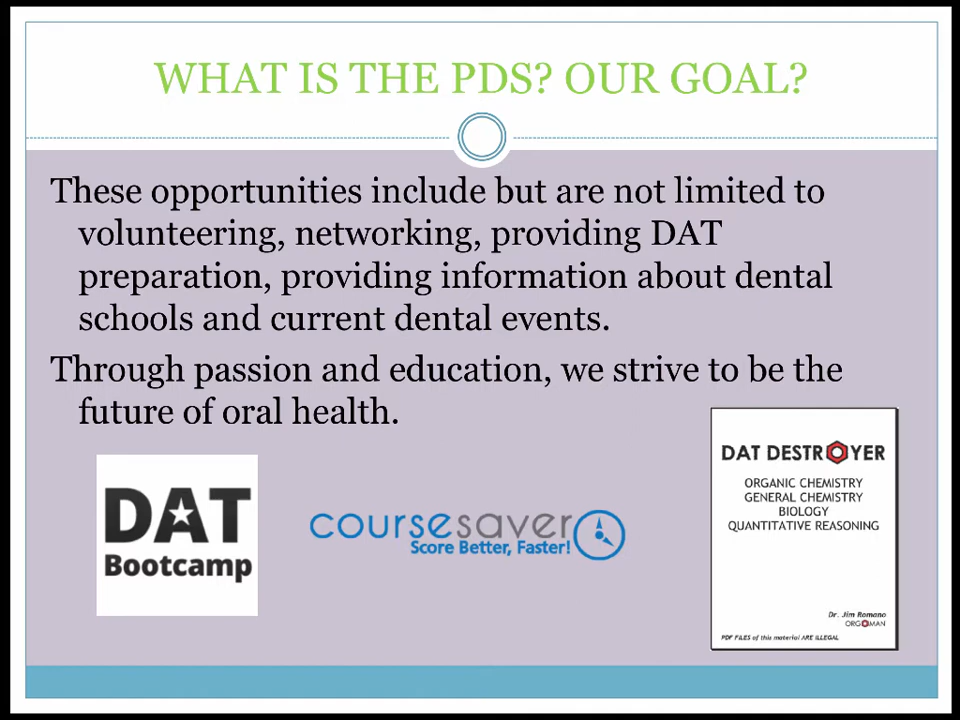 WHAT IS THE PDS? OUR GOAL?
These opportunities include but are not limited to
volunteering, networking, providing DAT
preparation, providing information about dental
schools and current dental events.
Through passion and education, we strive to be the
future of oral health.
DAT
Bootcamp
coursesaver
Score Better, Faster!
DAT DESTROYER
ORGANIC CHEMISTRY
GENERAL CHEMISTRY
BIOLOGY
QUANTITATIVE REASONING
Dr. Jim Romano
ORGOMAN
PDF FILES of this material ARE ILLEGAL